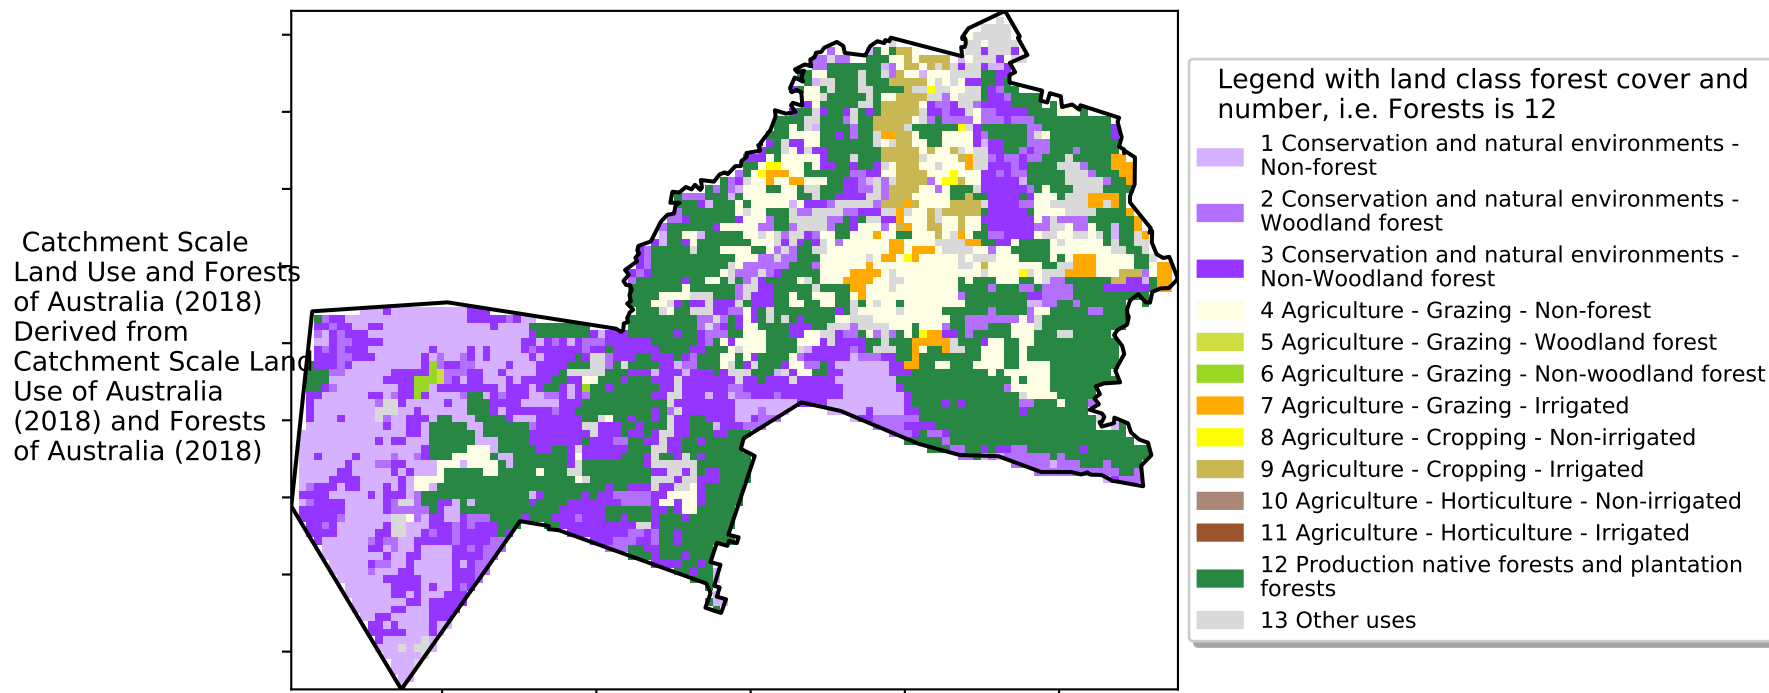 Catchment Scale
Land Use and Forests
of Australia (2018)
Derived from
Catchment Scale Land
Use of Australia
(2018) and Forests
of Australia (2018)
Legend with land class forest cover and
number, i.e. Forests is 12
1 Conservation and natural environments -
Non-forest
2 Conservation and natural environments -
Woodland forest
3 Conservation and natural environments -
Non-Woodland forest
4 Agriculture - Grazing - Non-forest
5 Agriculture - Grazing - Woodland forest
6 Agriculture - Grazing - Non-woodland forest
7 Agriculture - Grazing - Irrigated
8 Agriculture - Cropping - Non-irrigated
9 Agriculture - Cropping - Irrigated
10 Agriculture - Horticulture - Non-irrigated
11 Agriculture - Horticulture - Irrigated
12 Production native forests and plantation
forests
13 Other uses